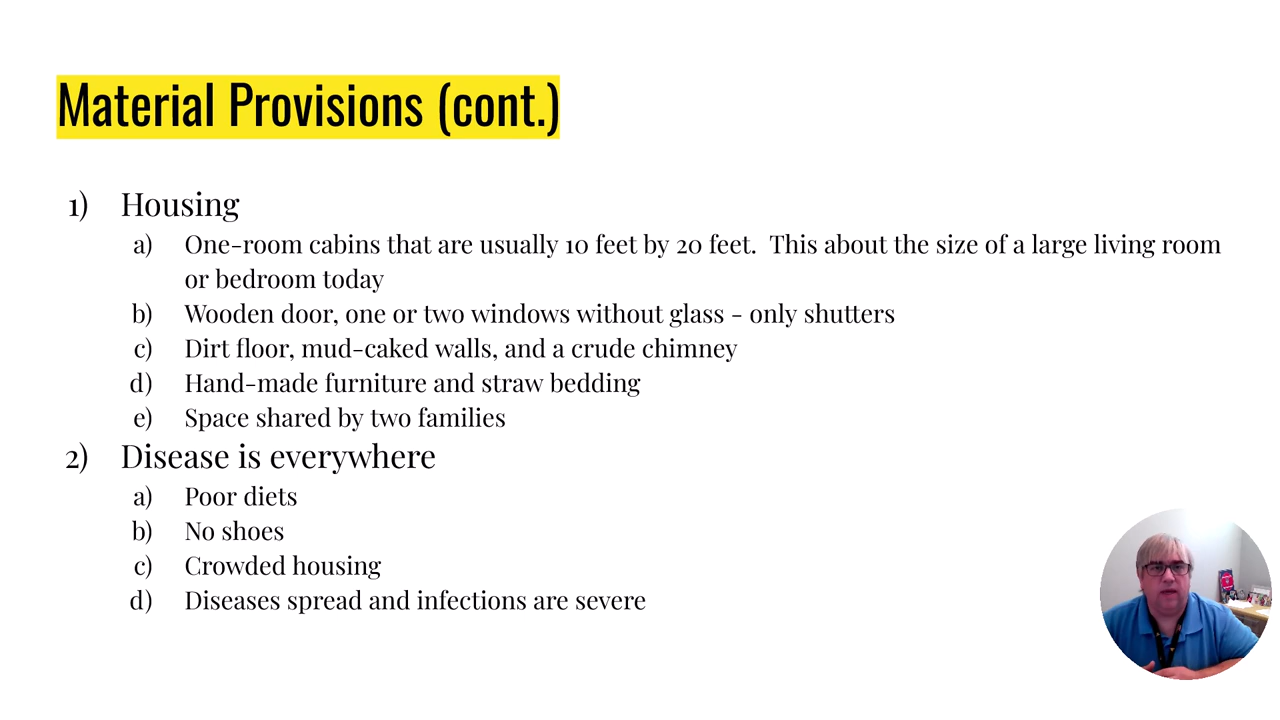 Material Provisions (cont.)
1) Housing
a) One-room cabins that are usually 10 feet by 20 feet.  This about the size of a large living room
or bedroom today
b) Wooden door, one or two windows without glass - only shutters
c) Dirt floor, mud-caked walls, and a crude chimney
d) Hand-made furniture and straw bedding
e) Space shared by two families
2) Disease is everywhere
a) Poor diets
b) No shoes
c) Crowded housing
d) Diseases spread and infections are severe